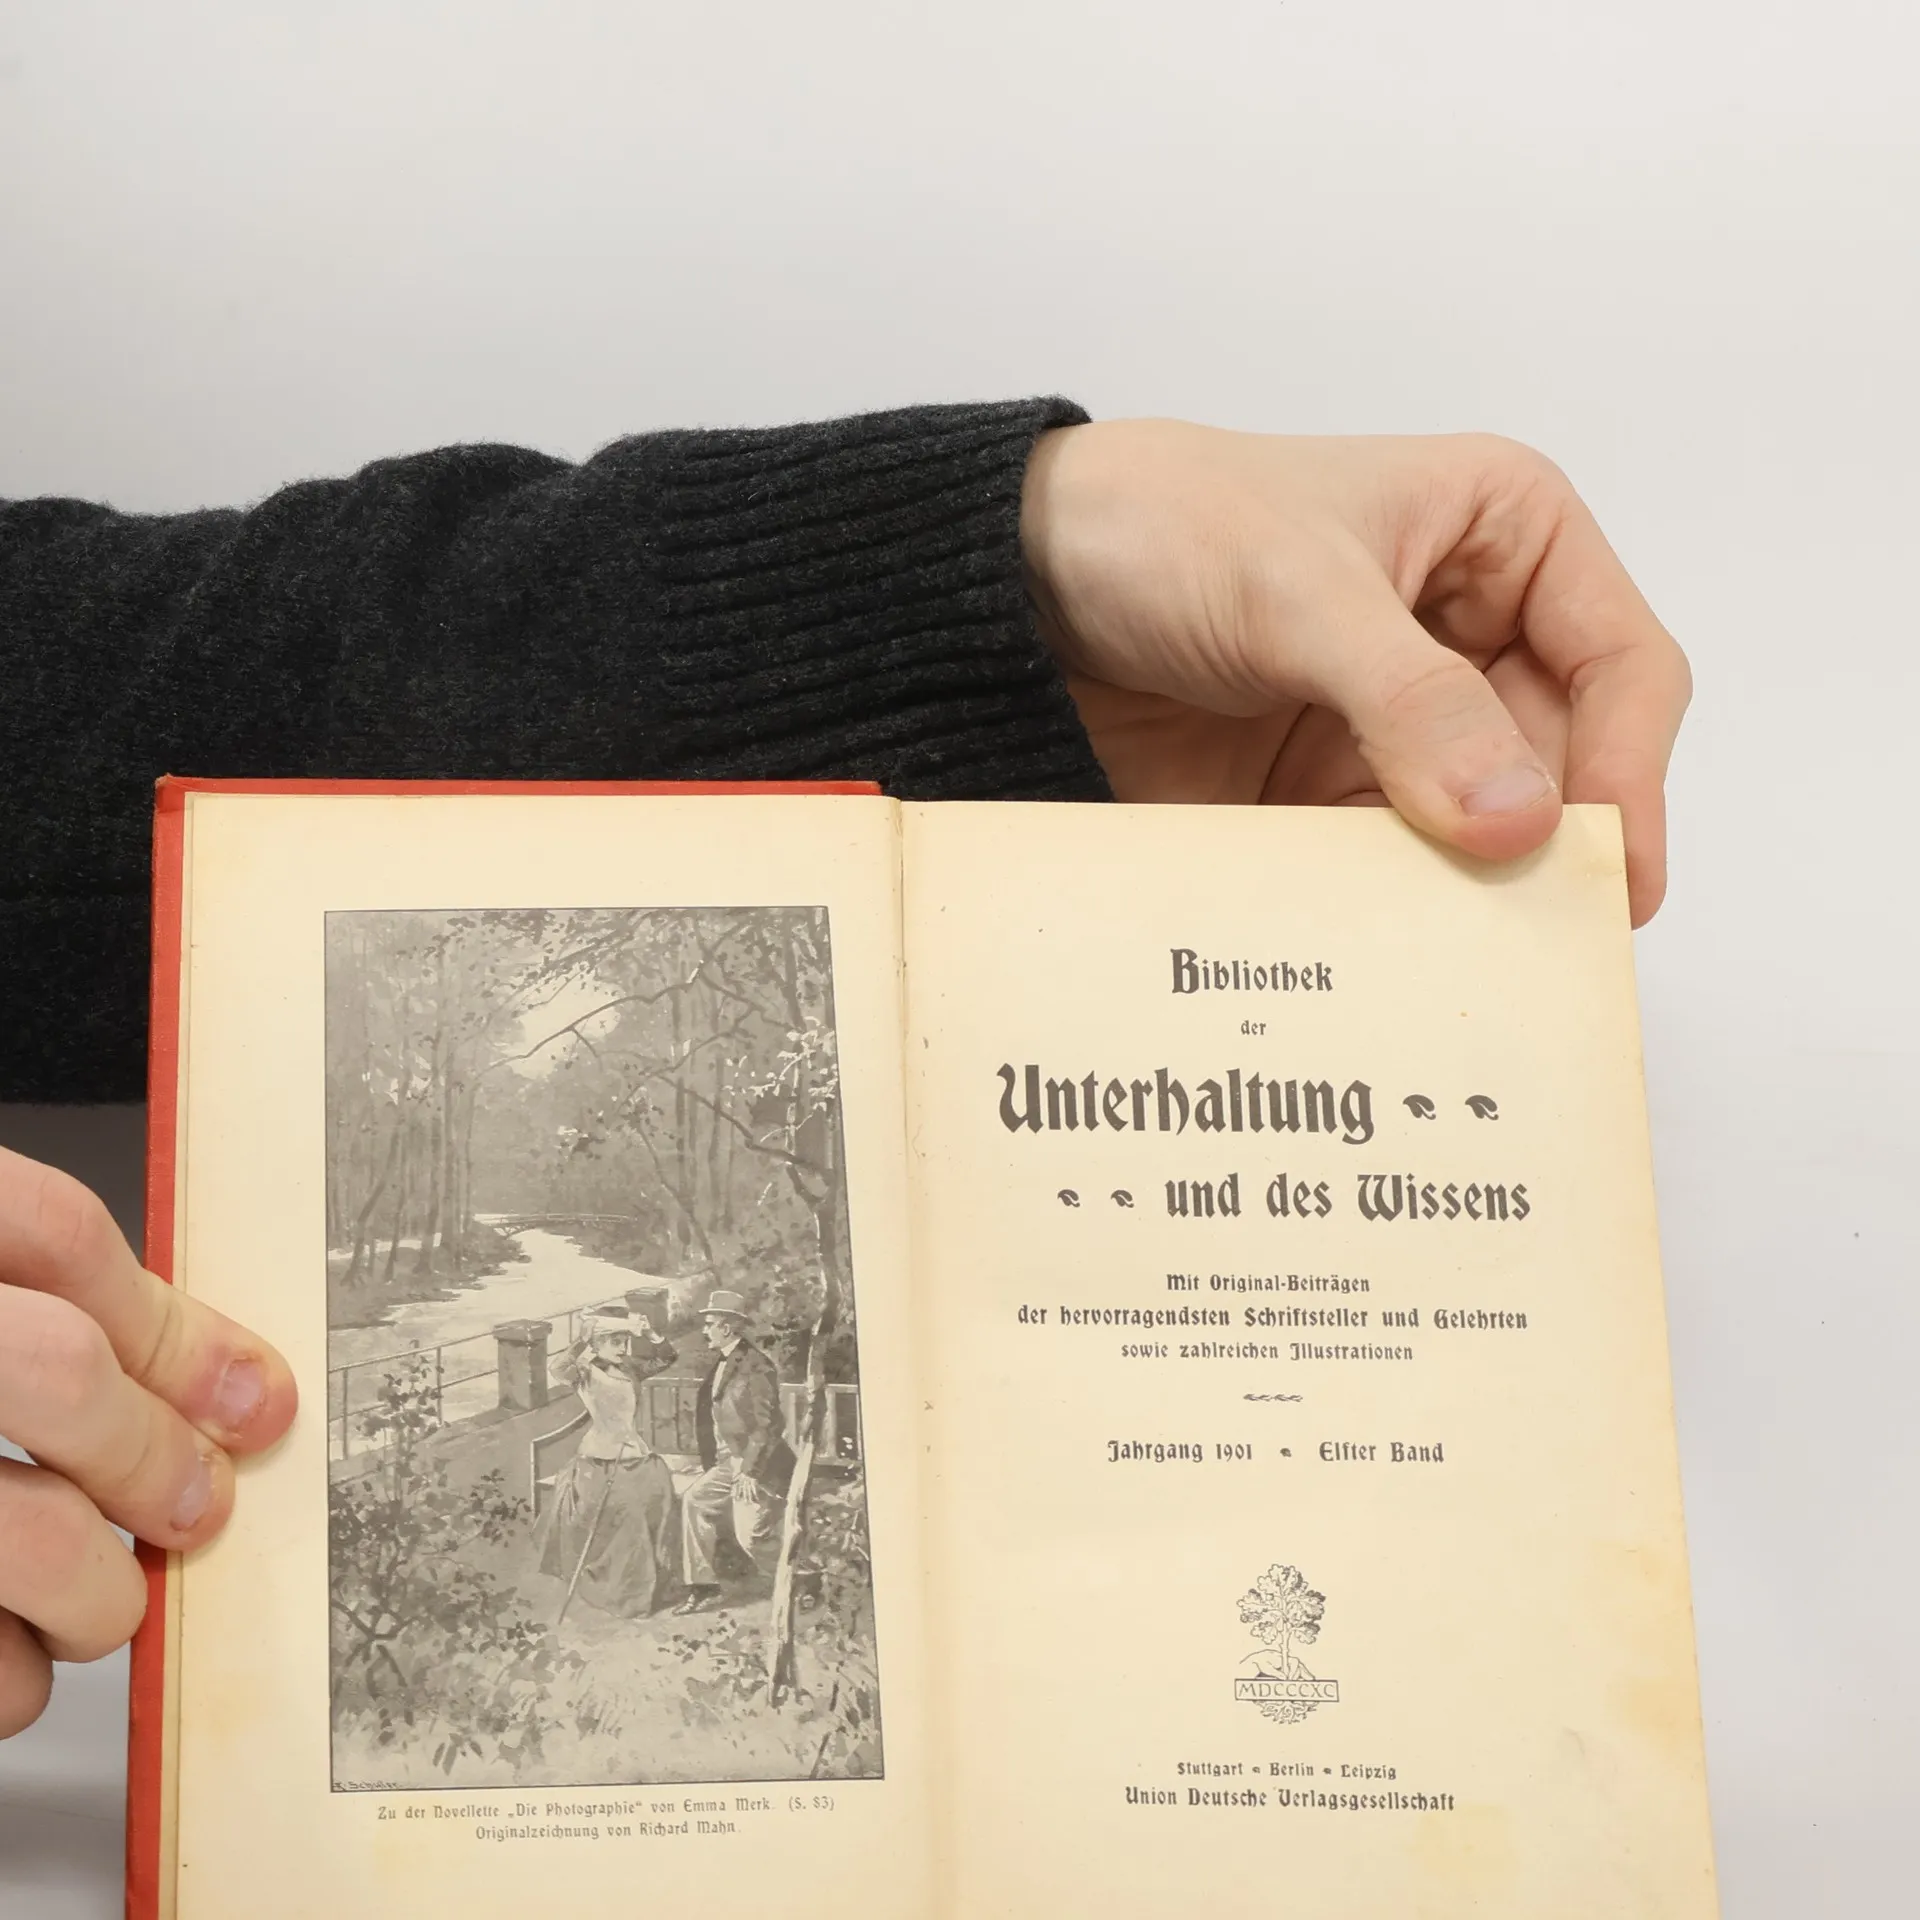 Zu der Novellette „Die Photographie“ von Emma Merk. (S. 83)
Originalzeichnung von Richard Mahn.
Bibliothek
der
Unterhaltung
und des Wissens
Mit Original-Beiträgen
der hervorragendsten Schriftsteller und Gelehrten
sowie zahlreichen Illustrationen
Jahrgang 1901 Elfter Band
MDCCCXC
Stuttgart Berlin Leipzig
Union Deutsche Verlagsgesellschaft